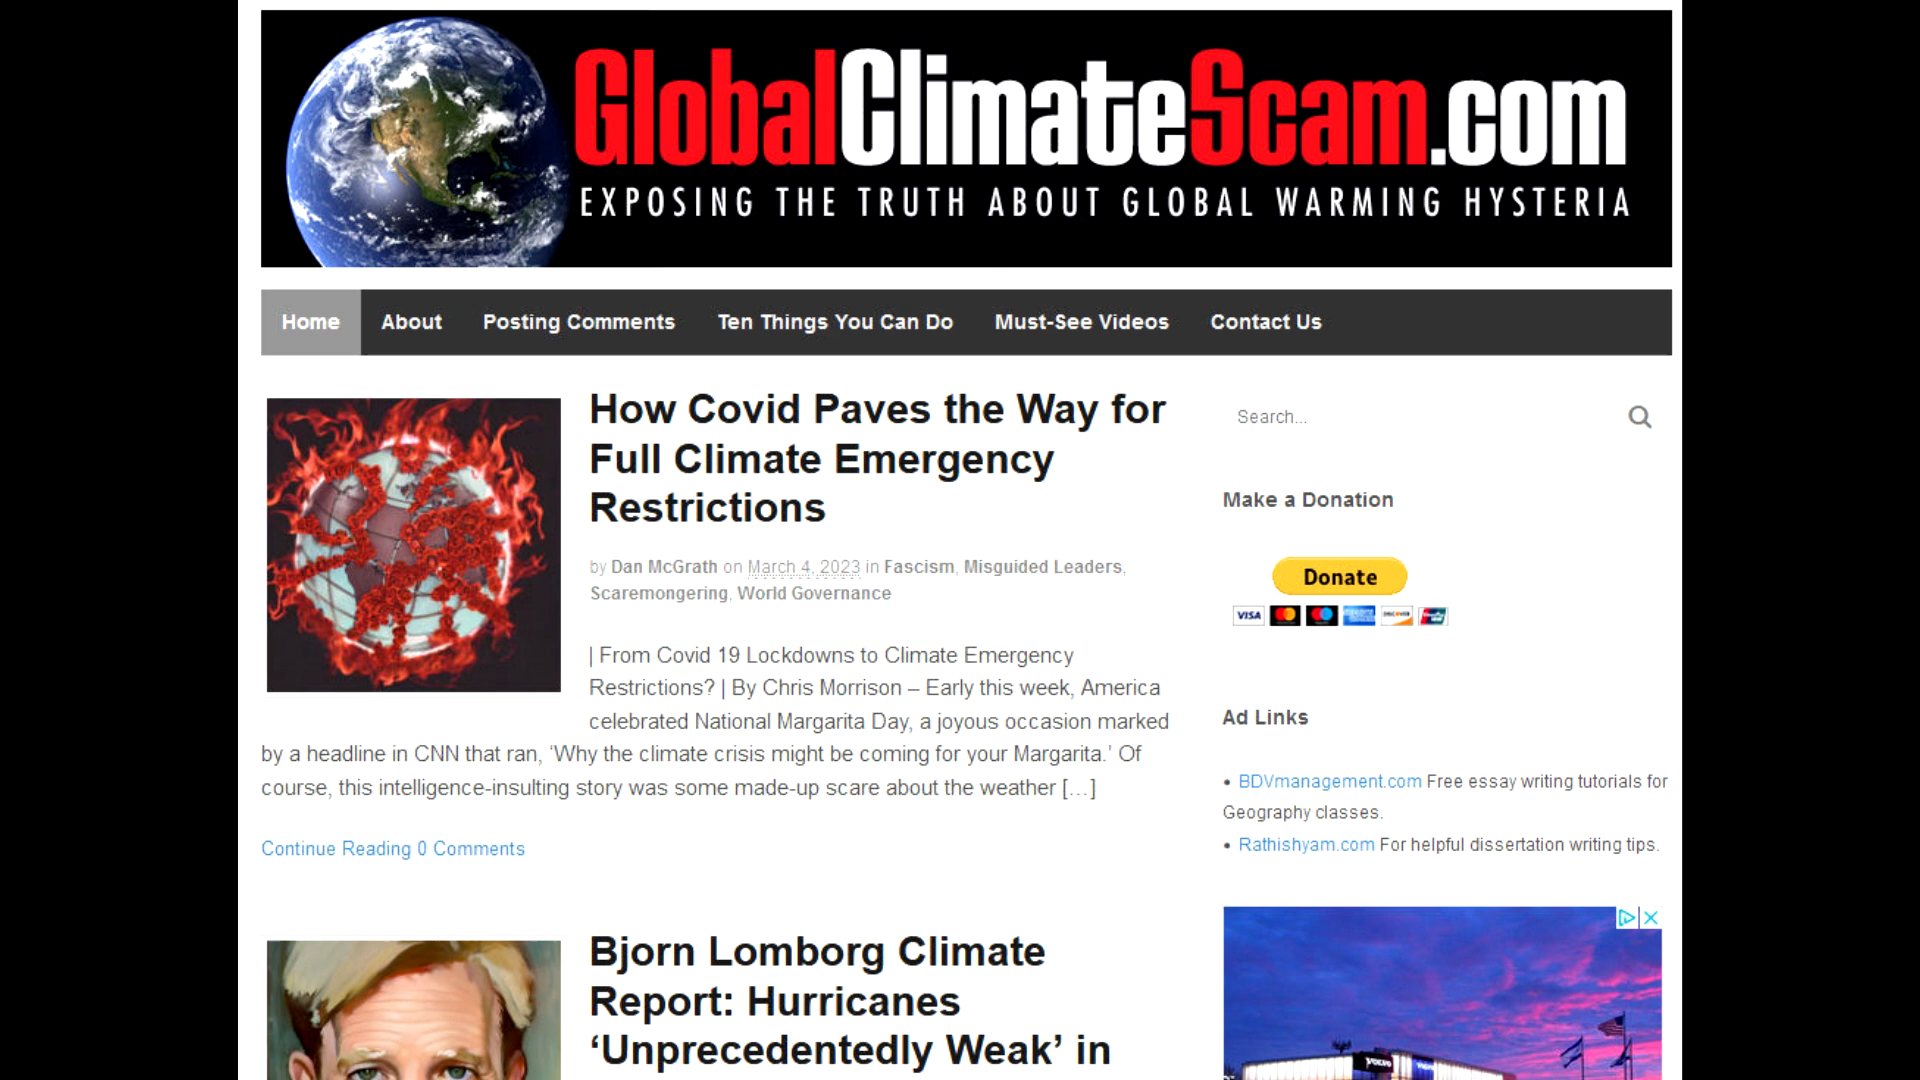 GlobalClimateScam.com
EXPOSING THE TRUTH ABOUT GLOBAL WARMING HYSTERIA
Home About Posting Comments Ten Things You Can Do Must-See Videos Contact Us
How Covid Paves the Way for
Full Climate Emergency
Restrictions
by Dan McGrath on March 4, 2023 in Fascism, Misguided Leaders,
Scaremongering, World Governance
| From Covid 19 Lockdowns to Climate Emergency
Restrictions? | By Chris Morrison – Early this week, America
celebrated National Margarita Day, a joyous occasion marked
by a headline in CNN that ran, ‘Why the climate crisis might be coming for your Margarita.’ Of
course, this intelligence-insulting story was some made-up scare about the weather […]
Continue Reading 0 Comments
Bjorn Lomborg Climate
Report: Hurricanes
‘Unprecedentedly Weak’ in
Search...
Make a Donation
Donate
VISA
DISCOVER
Ad Links
• BDVmanagement.com Free essay writing tutorials for
Geography classes.
• Rathishyam.com For helpful dissertation writing tips.
VOLVO